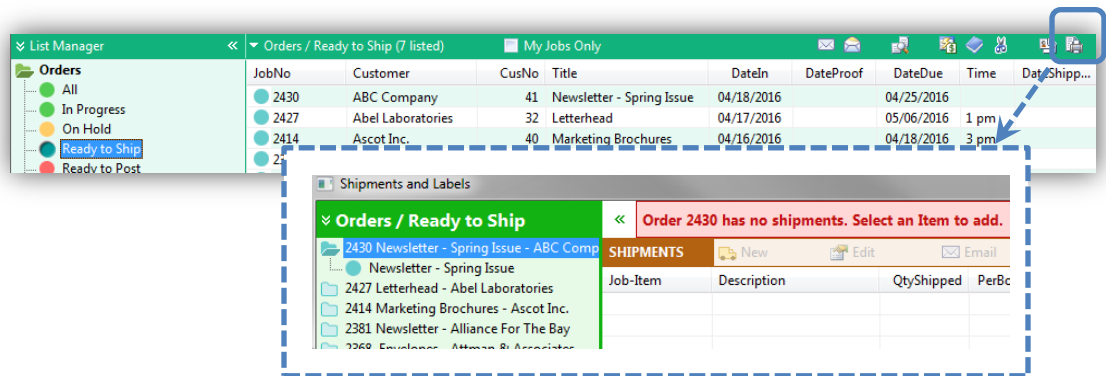 List Manager « Orders / Ready to Ship (7 listed) My Jobs Only
Orders
All
In Progress
On Hold
Ready to Ship
Ready to Post
JobNo Customer CusNo Title DateIn DateProof DateDue Time DateShipp...
2430 ABC Company 41 Newsletter - Spring Issue 04/18/2016 04/25/2016
2427 Abel Laboratories 32 Letterhead 04/17/2016 05/06/2016 1 pm
2414 Ascot Inc. 40 Marketing Brochures 04/16/2016 04/18/2016 3 pm
Shipments and Labels
Orders / Ready to Ship « Order 2430 has no shipments. Select an Item to add.
2430 Newsletter - Spring Issue - ABC Comp
Newsletter - Spring Issue
2427 Letterhead - Abel Laboratories
2414 Marketing Brochures - Ascot Inc.
2381 Newsletter - Alliance For The Bay
2368 Envelopes - Attman & Associates
SHIPMENTS New Edit Email
Job-Item Description QtyShipped PerBo